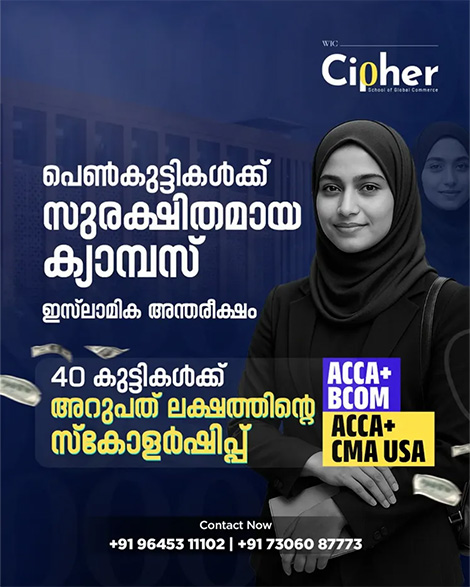 WIC
Cipher
School of Global Commerce
പെൺകുട്ടികൾക്ക്
സുരക്ഷിതമായ
ക്യാമ്പസ്
ഇസ്‌ലാമിക അന്തരീക്ഷം
40 കുട്ടികൾക്ക്
അറുപത് ലക്ഷത്തിന്റെ
സ്കോളർഷിപ്പ്
ACCA+
BCOM
ACCA+
CMA USA
Contact Now
+91 96453 11102 | +91 73060 87773